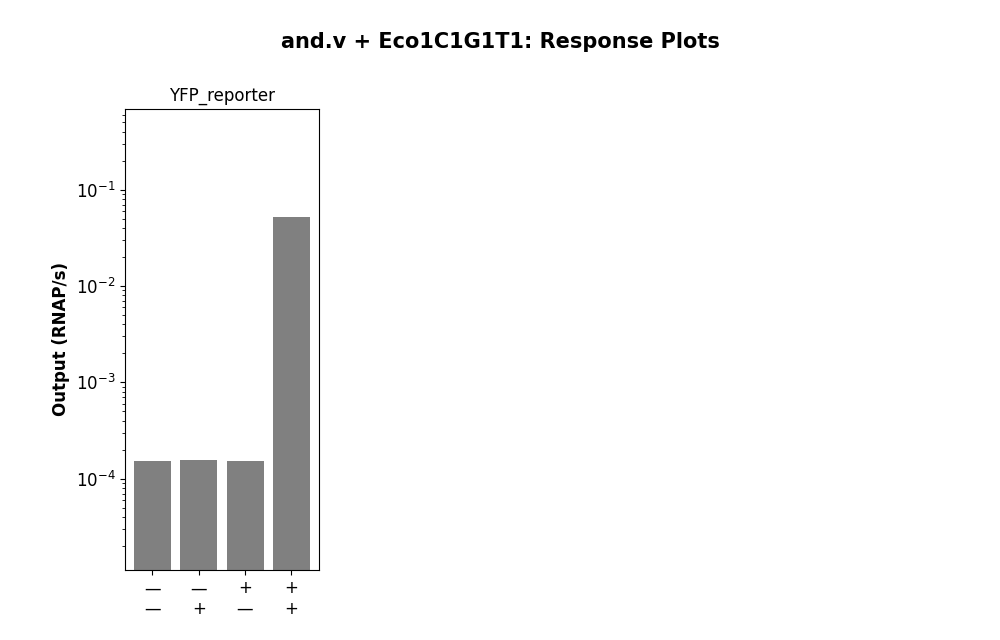 and.v + Eco1C1G1T1: Response Plots
YFP_reporter
Output (RNAP/s)
10⁻¹
10⁻²
10⁻³
10⁻⁴
— — + +
— + — +